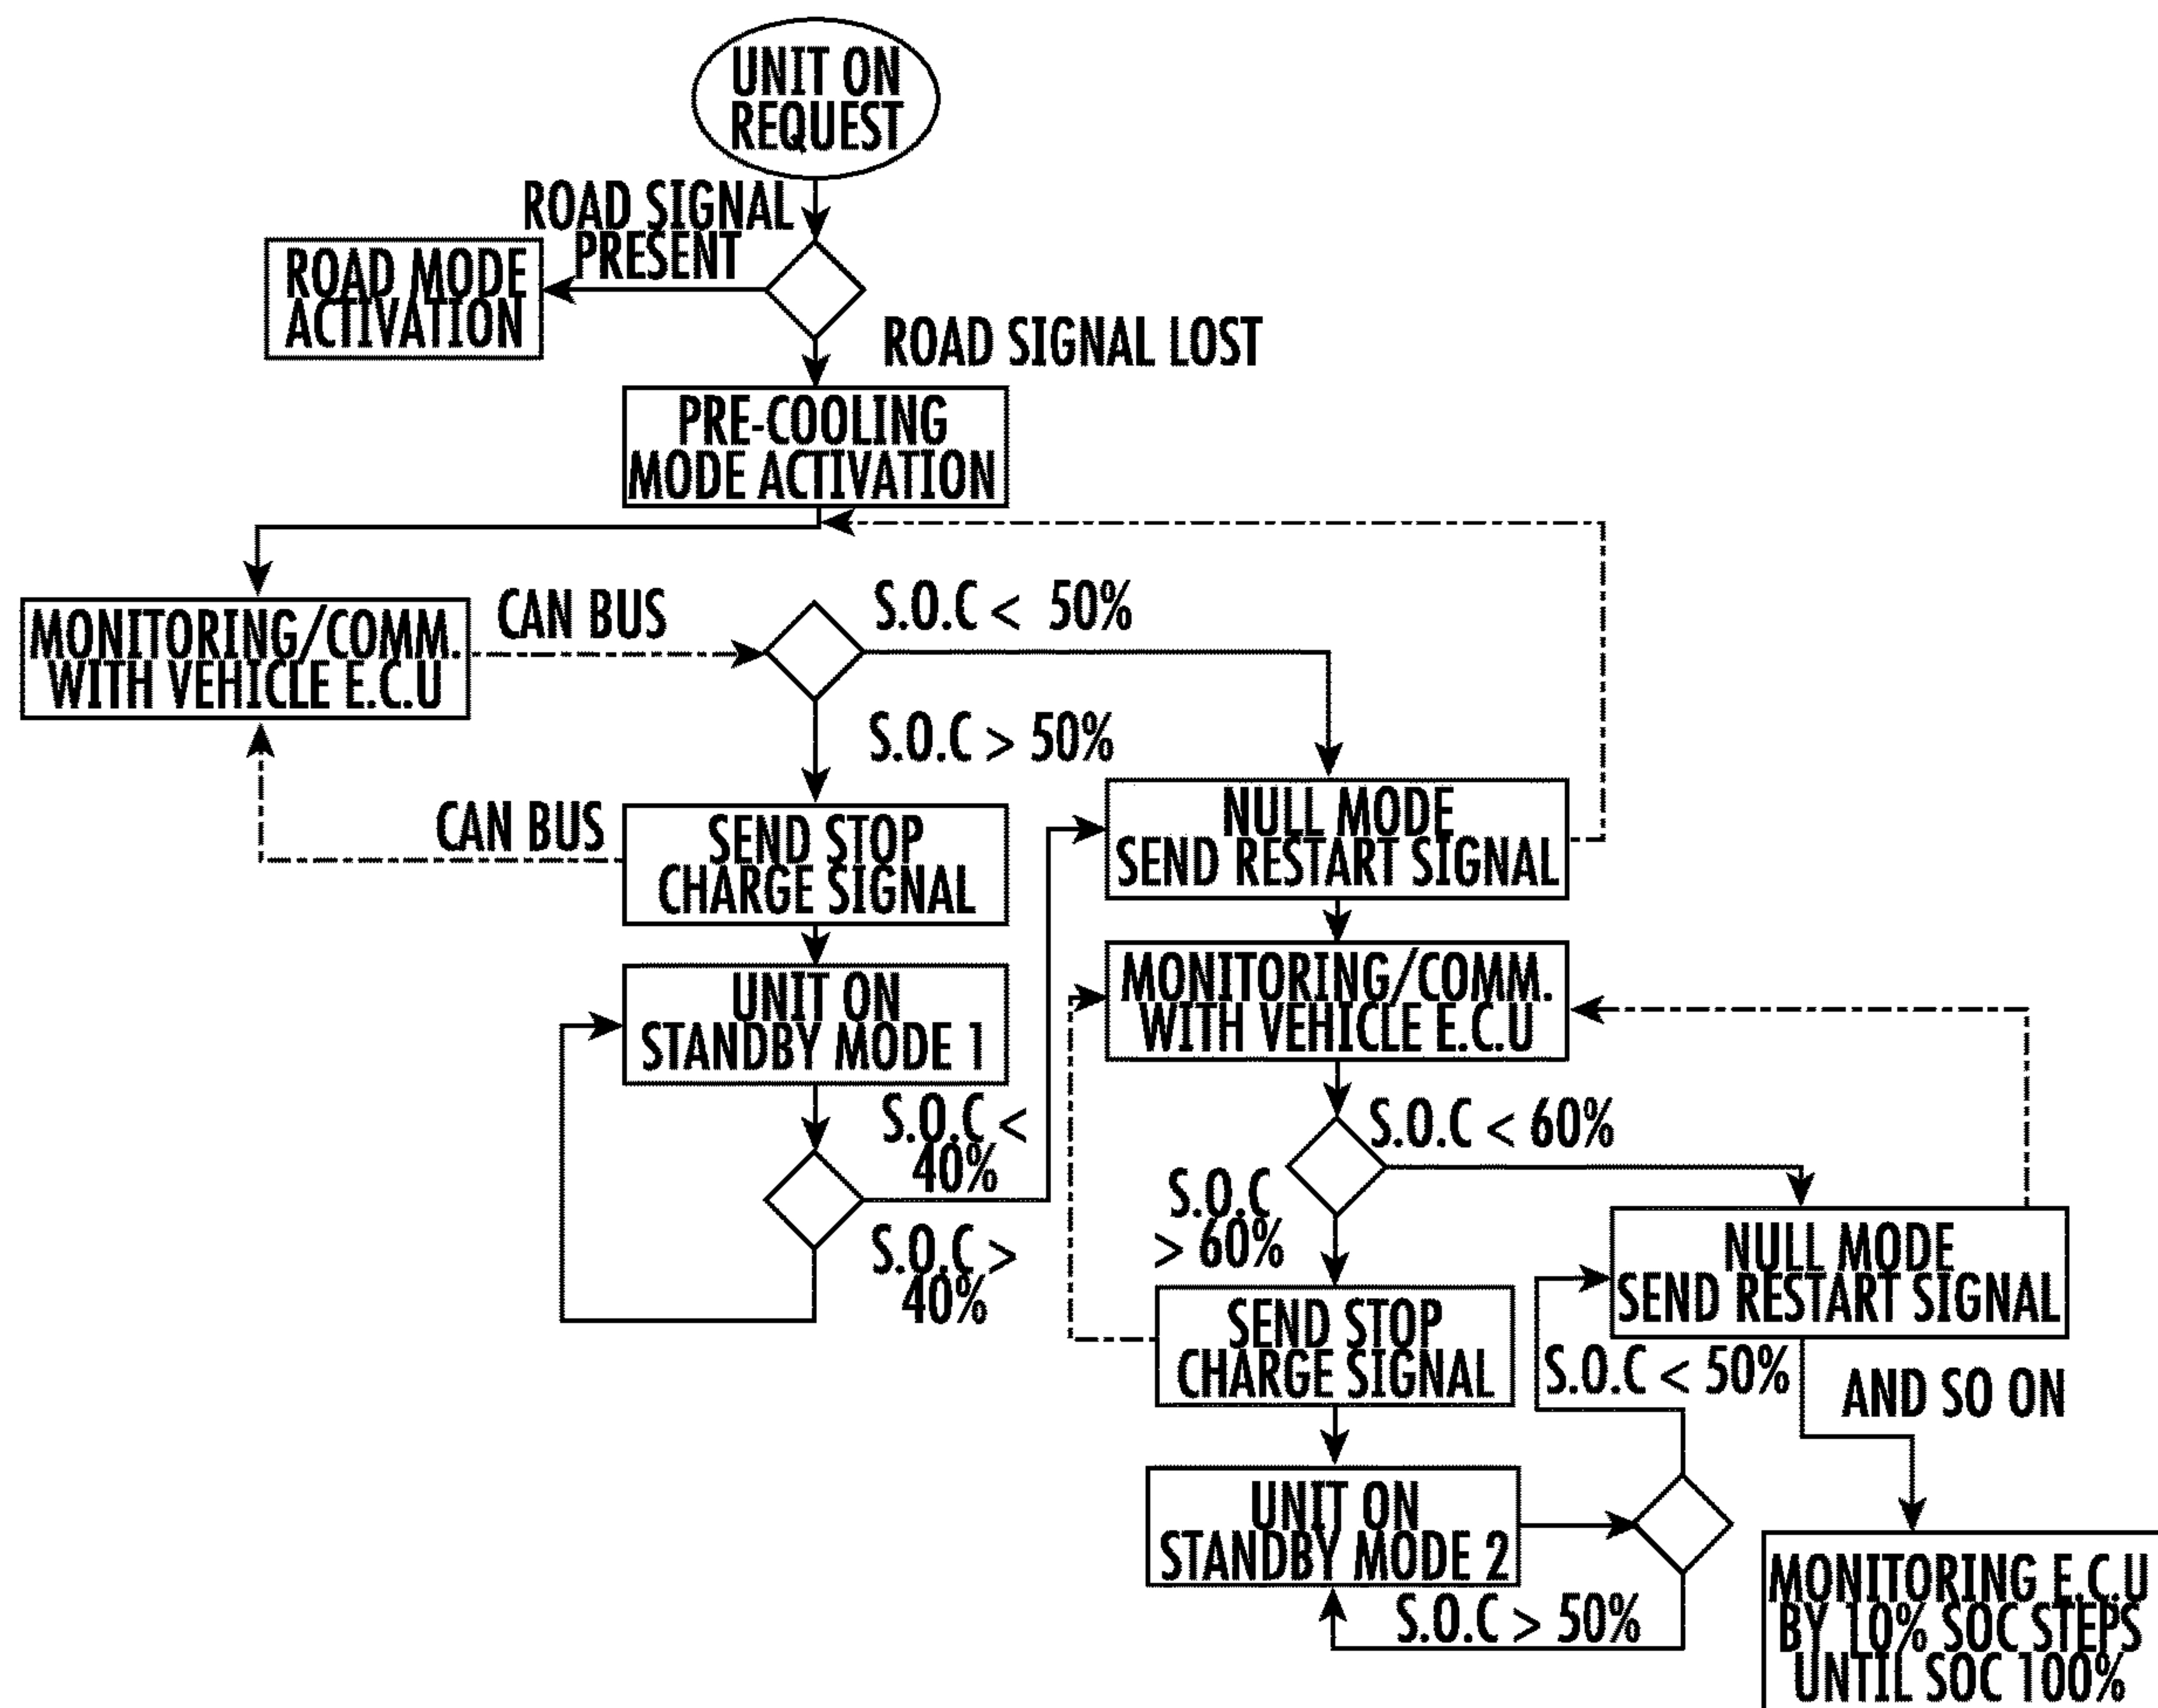 UNIT ON
REQUEST
ROAD SIGNAL
PRESENT
ROAD MODE
ACTIVATION
ROAD SIGNAL LOST
PRE-COOLING
MODE ACTIVATION
MONITORING/COMM.
WITH VEHICLE E.C.U
CAN BUS
S.O.C < 50%
S.O.C > 50%
CAN BUS
SEND STOP
CHARGE SIGNAL
NULL MODE
SEND RESTART SIGNAL
UNIT ON
STANDBY MODE 1
MONITORING/COMM.
WITH VEHICLE E.C.U
S.O.C <
40%
S.O.C >
40%
S.O.C < 60%
S.O.C
> 60%
NULL MODE
SEND RESTART SIGNAL
SEND STOP
CHARGE SIGNAL
S.O.C < 50%
AND SO ON
UNIT ON
STANDBY MODE 2
S.O.C > 50%
MONITORING E.C.U
BY 10% SOC STEPS
UNTIL SOC 100%